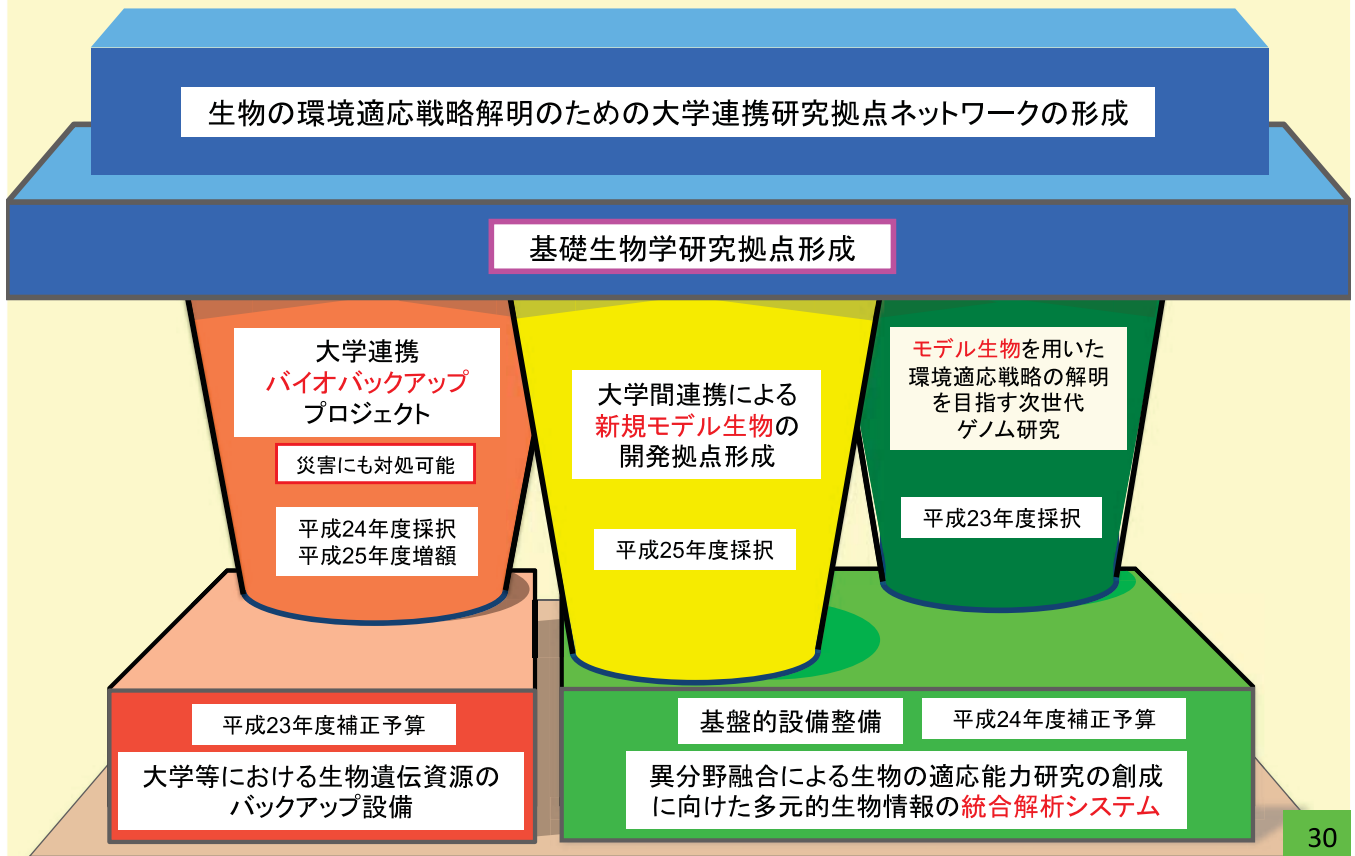 生物の環境適応戦略解明のための大学連携研究拠点ネットワークの形成
基礎生物学研究拠点形成
大学連携
バイオバックアップ
プロジェクト
災害にも対処可能
平成24年度採択
平成25年度増額
大学間連携による
新規モデル生物の
開発拠点形成
平成25年度採択
モデル生物を用いた
環境適応戦略の解明
を目指す次世代
ゲノム研究
平成23年度採択
平成23年度補正予算
大学等における生物遺伝資源の
バックアップ設備
基盤的設備整備
平成24年度補正予算
異分野融合による生物の適応能力研究の創成
に向けた多元的生物情報の統合解析システム
30